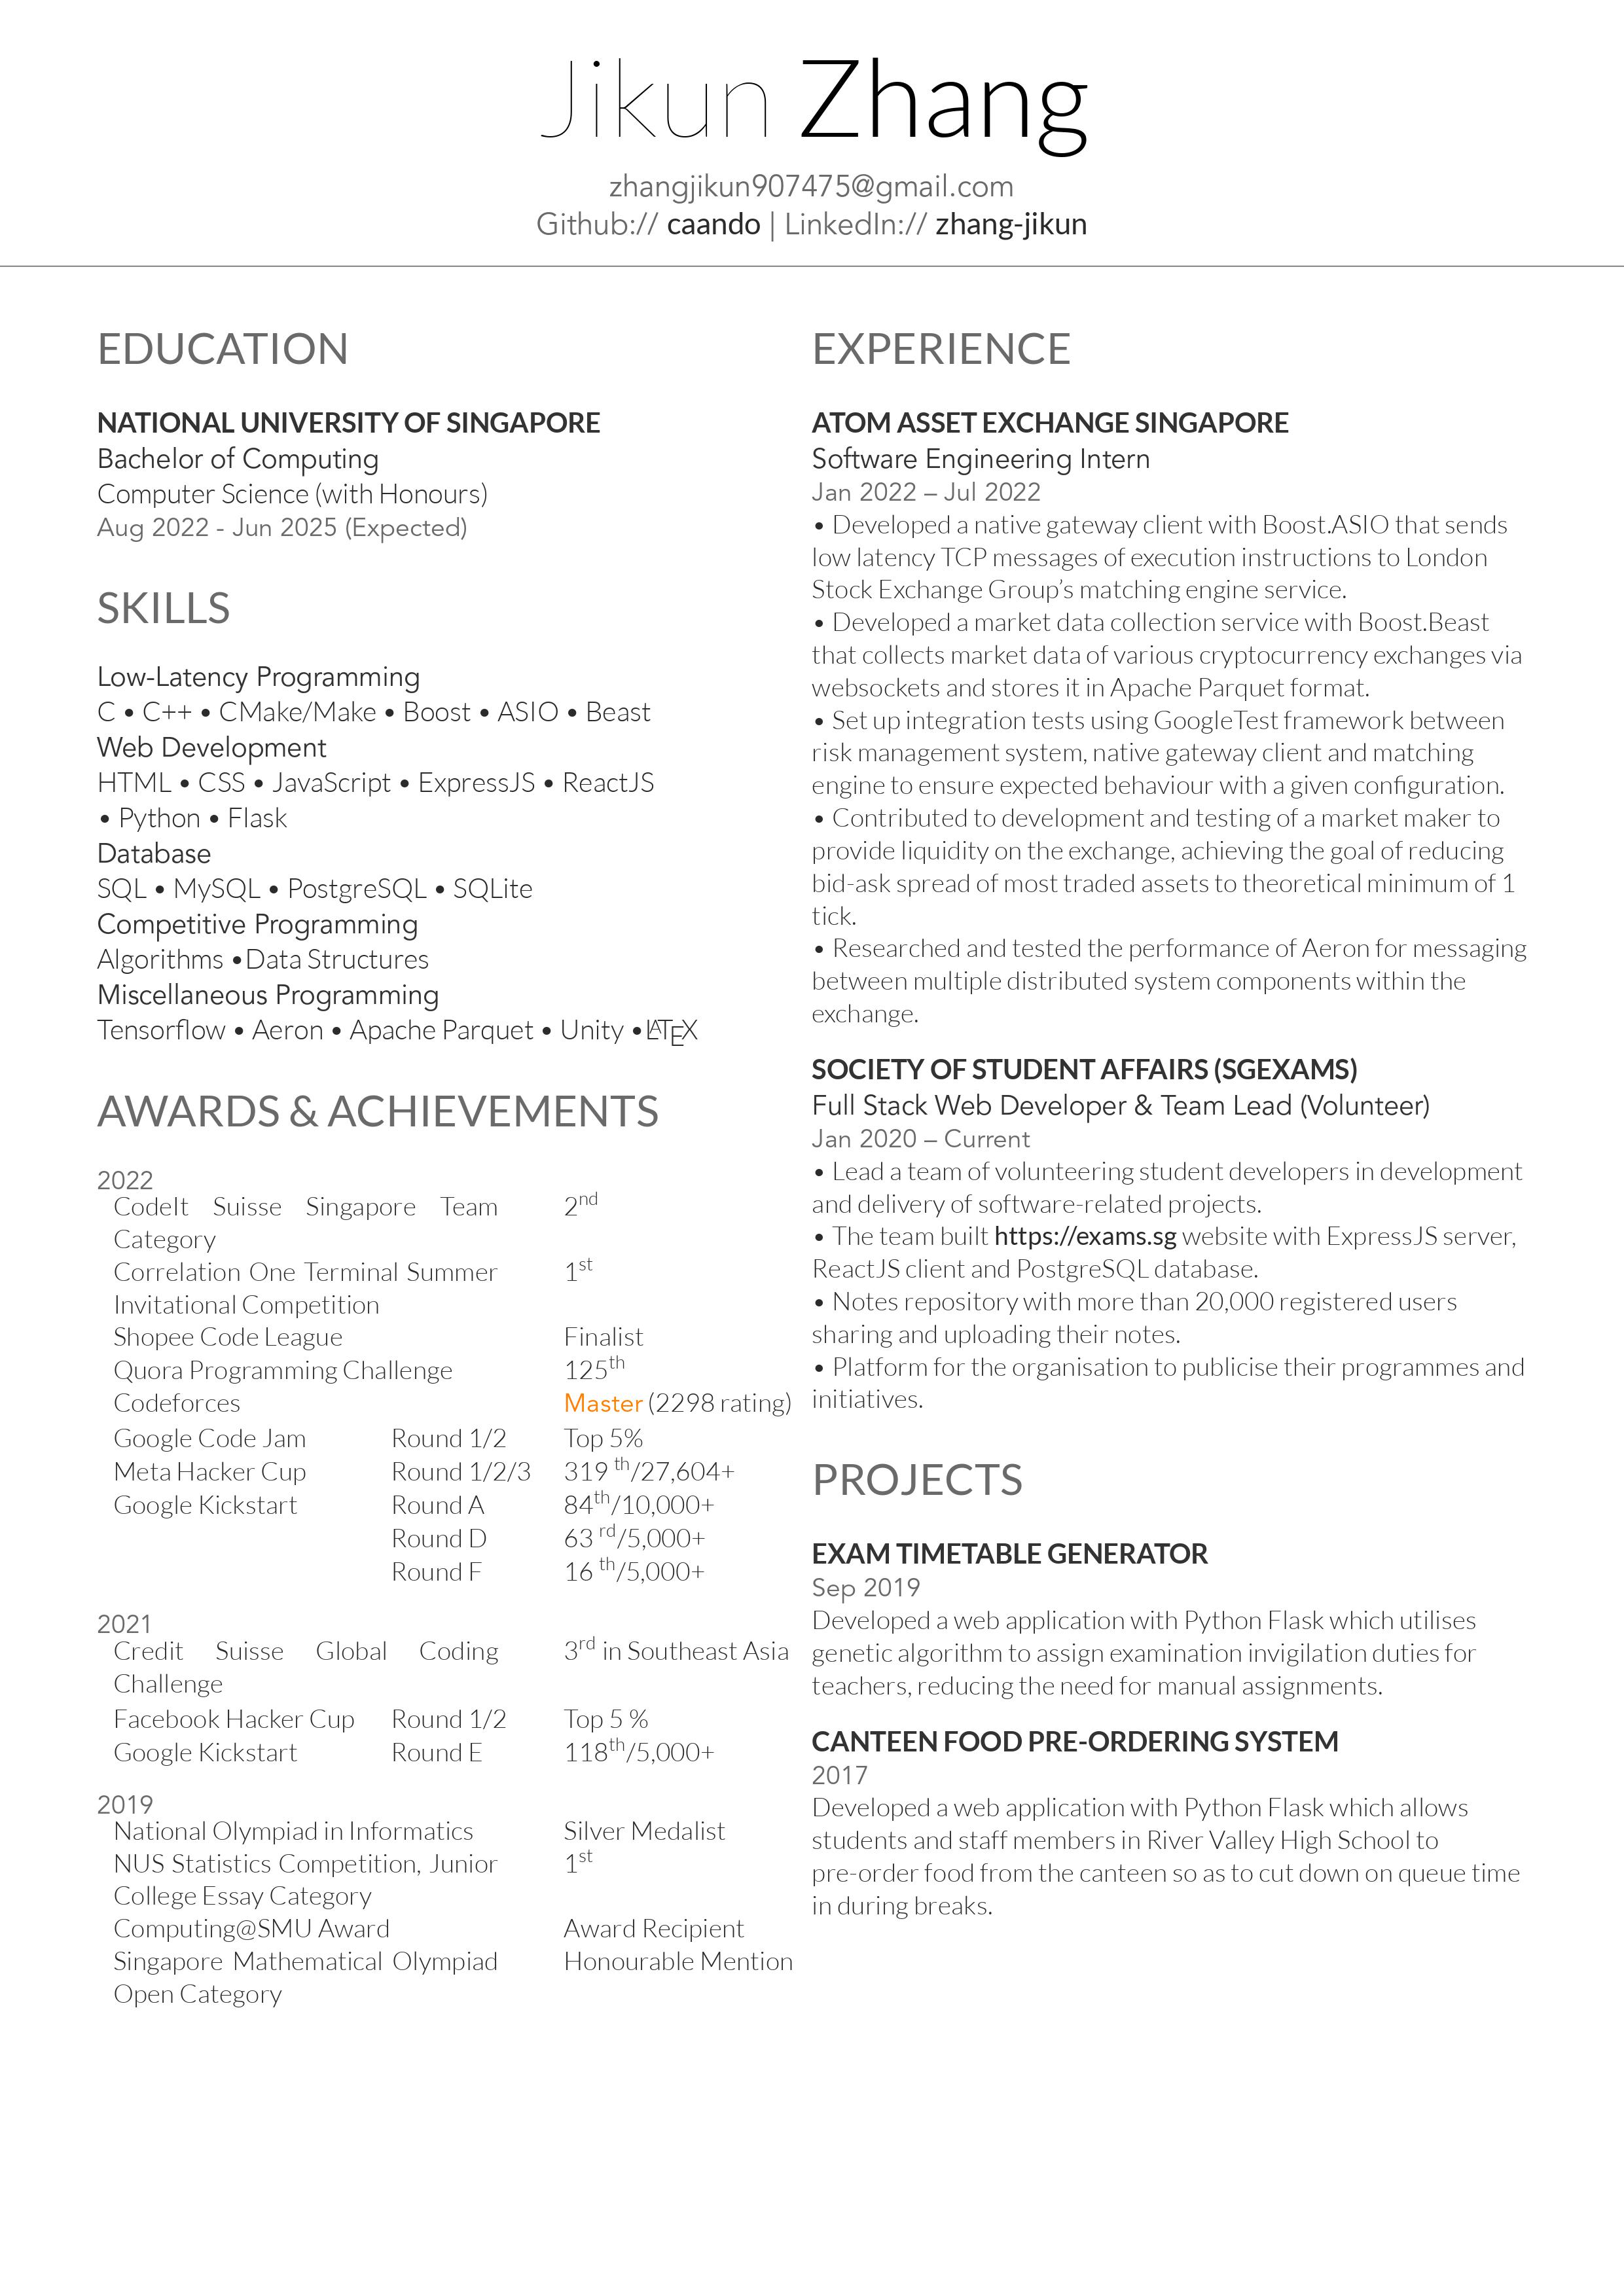 Jikun Zhang
zhangjikun907475@gmail.com
Github:// caando | LinkedIn:// zhang-jikun
EDUCATION
NATIONAL UNIVERSITY OF SINGAPORE
Bachelor of Computing
Computer Science (with Honours)
Aug 2022 - Jun 2025 (Expected)
SKILLS
Low-Latency Programming
C • C++ • CMake/Make • Boost • ASIO • Beast
Web Development
HTML • CSS • JavaScript • ExpressJS • ReactJS
• Python • Flask
Database
SQL • MySQL • PostgreSQL • SQLite
Competitive Programming
Algorithms •Data Structures
Miscellaneous Programming
Tensorflow • Aeron • Apache Parquet • Unity •LATEX
AWARDS & ACHIEVEMENTS
2022
CodeIt Suisse Singapore Team 2nd
Category
Correlation One Terminal Summer 1st
Invitational Competition
Shopee Code League Finalist
Quora Programming Challenge 125th
Codeforces Master (2298 rating)
Google Code Jam Round 1/2 Top 5%
Meta Hacker Cup Round 1/2/3 319 th/27,604+
Google Kickstart Round A 84th/10,000+
Round D 63 rd/5,000+
Round F 16 th/5,000+
2021
Credit Suisse Global Coding 3rd in Southeast Asia
Challenge
Facebook Hacker Cup Round 1/2 Top 5 %
Google Kickstart Round E 118th/5,000+
2019
National Olympiad in Informatics Silver Medalist
NUS Statistics Competition, Junior 1st
College Essay Category
Computing@SMU Award Award Recipient
Singapore Mathematical Olympiad Honourable Mention
Open Category
EXPERIENCE
ATOM ASSET EXCHANGE SINGAPORE
Software Engineering Intern
Jan 2022 – Jul 2022
• Developed a native gateway client with Boost.ASIO that sends
low latency TCP messages of execution instructions to London
Stock Exchange Group’s matching engine service.
• Developed a market data collection service with Boost.Beast
that collects market data of various cryptocurrency exchanges via
websockets and stores it in Apache Parquet format.
• Set up integration tests using GoogleTest framework between
risk management system, native gateway client and matching
engine to ensure expected behaviour with a given configuration.
• Contributed to development and testing of a market maker to
provide liquidity on the exchange, achieving the goal of reducing
bid-ask spread of most traded assets to theoretical minimum of 1
tick.
• Researched and tested the performance of Aeron for messaging
between multiple distributed system components within the
exchange.
SOCIETY OF STUDENT AFFAIRS (SGEXAMS)
Full Stack Web Developer & Team Lead (Volunteer)
Jan 2020 – Current
• Lead a team of volunteering student developers in development
and delivery of software-related projects.
• The team built https://exams.sg website with ExpressJS server,
ReactJS client and PostgreSQL database.
• Notes repository with more than 20,000 registered users
sharing and uploading their notes.
• Platform for the organisation to publicise their programmes and
initiatives.
PROJECTS
EXAM TIMETABLE GENERATOR
Sep 2019
Developed a web application with Python Flask which utilises
genetic algorithm to assign examination invigilation duties for
teachers, reducing the need for manual assignments.
CANTEEN FOOD PRE-ORDERING SYSTEM
2017
Developed a web application with Python Flask which allows
students and staff members in River Valley High School to
pre-order food from the canteen so as to cut down on queue time
in during breaks.